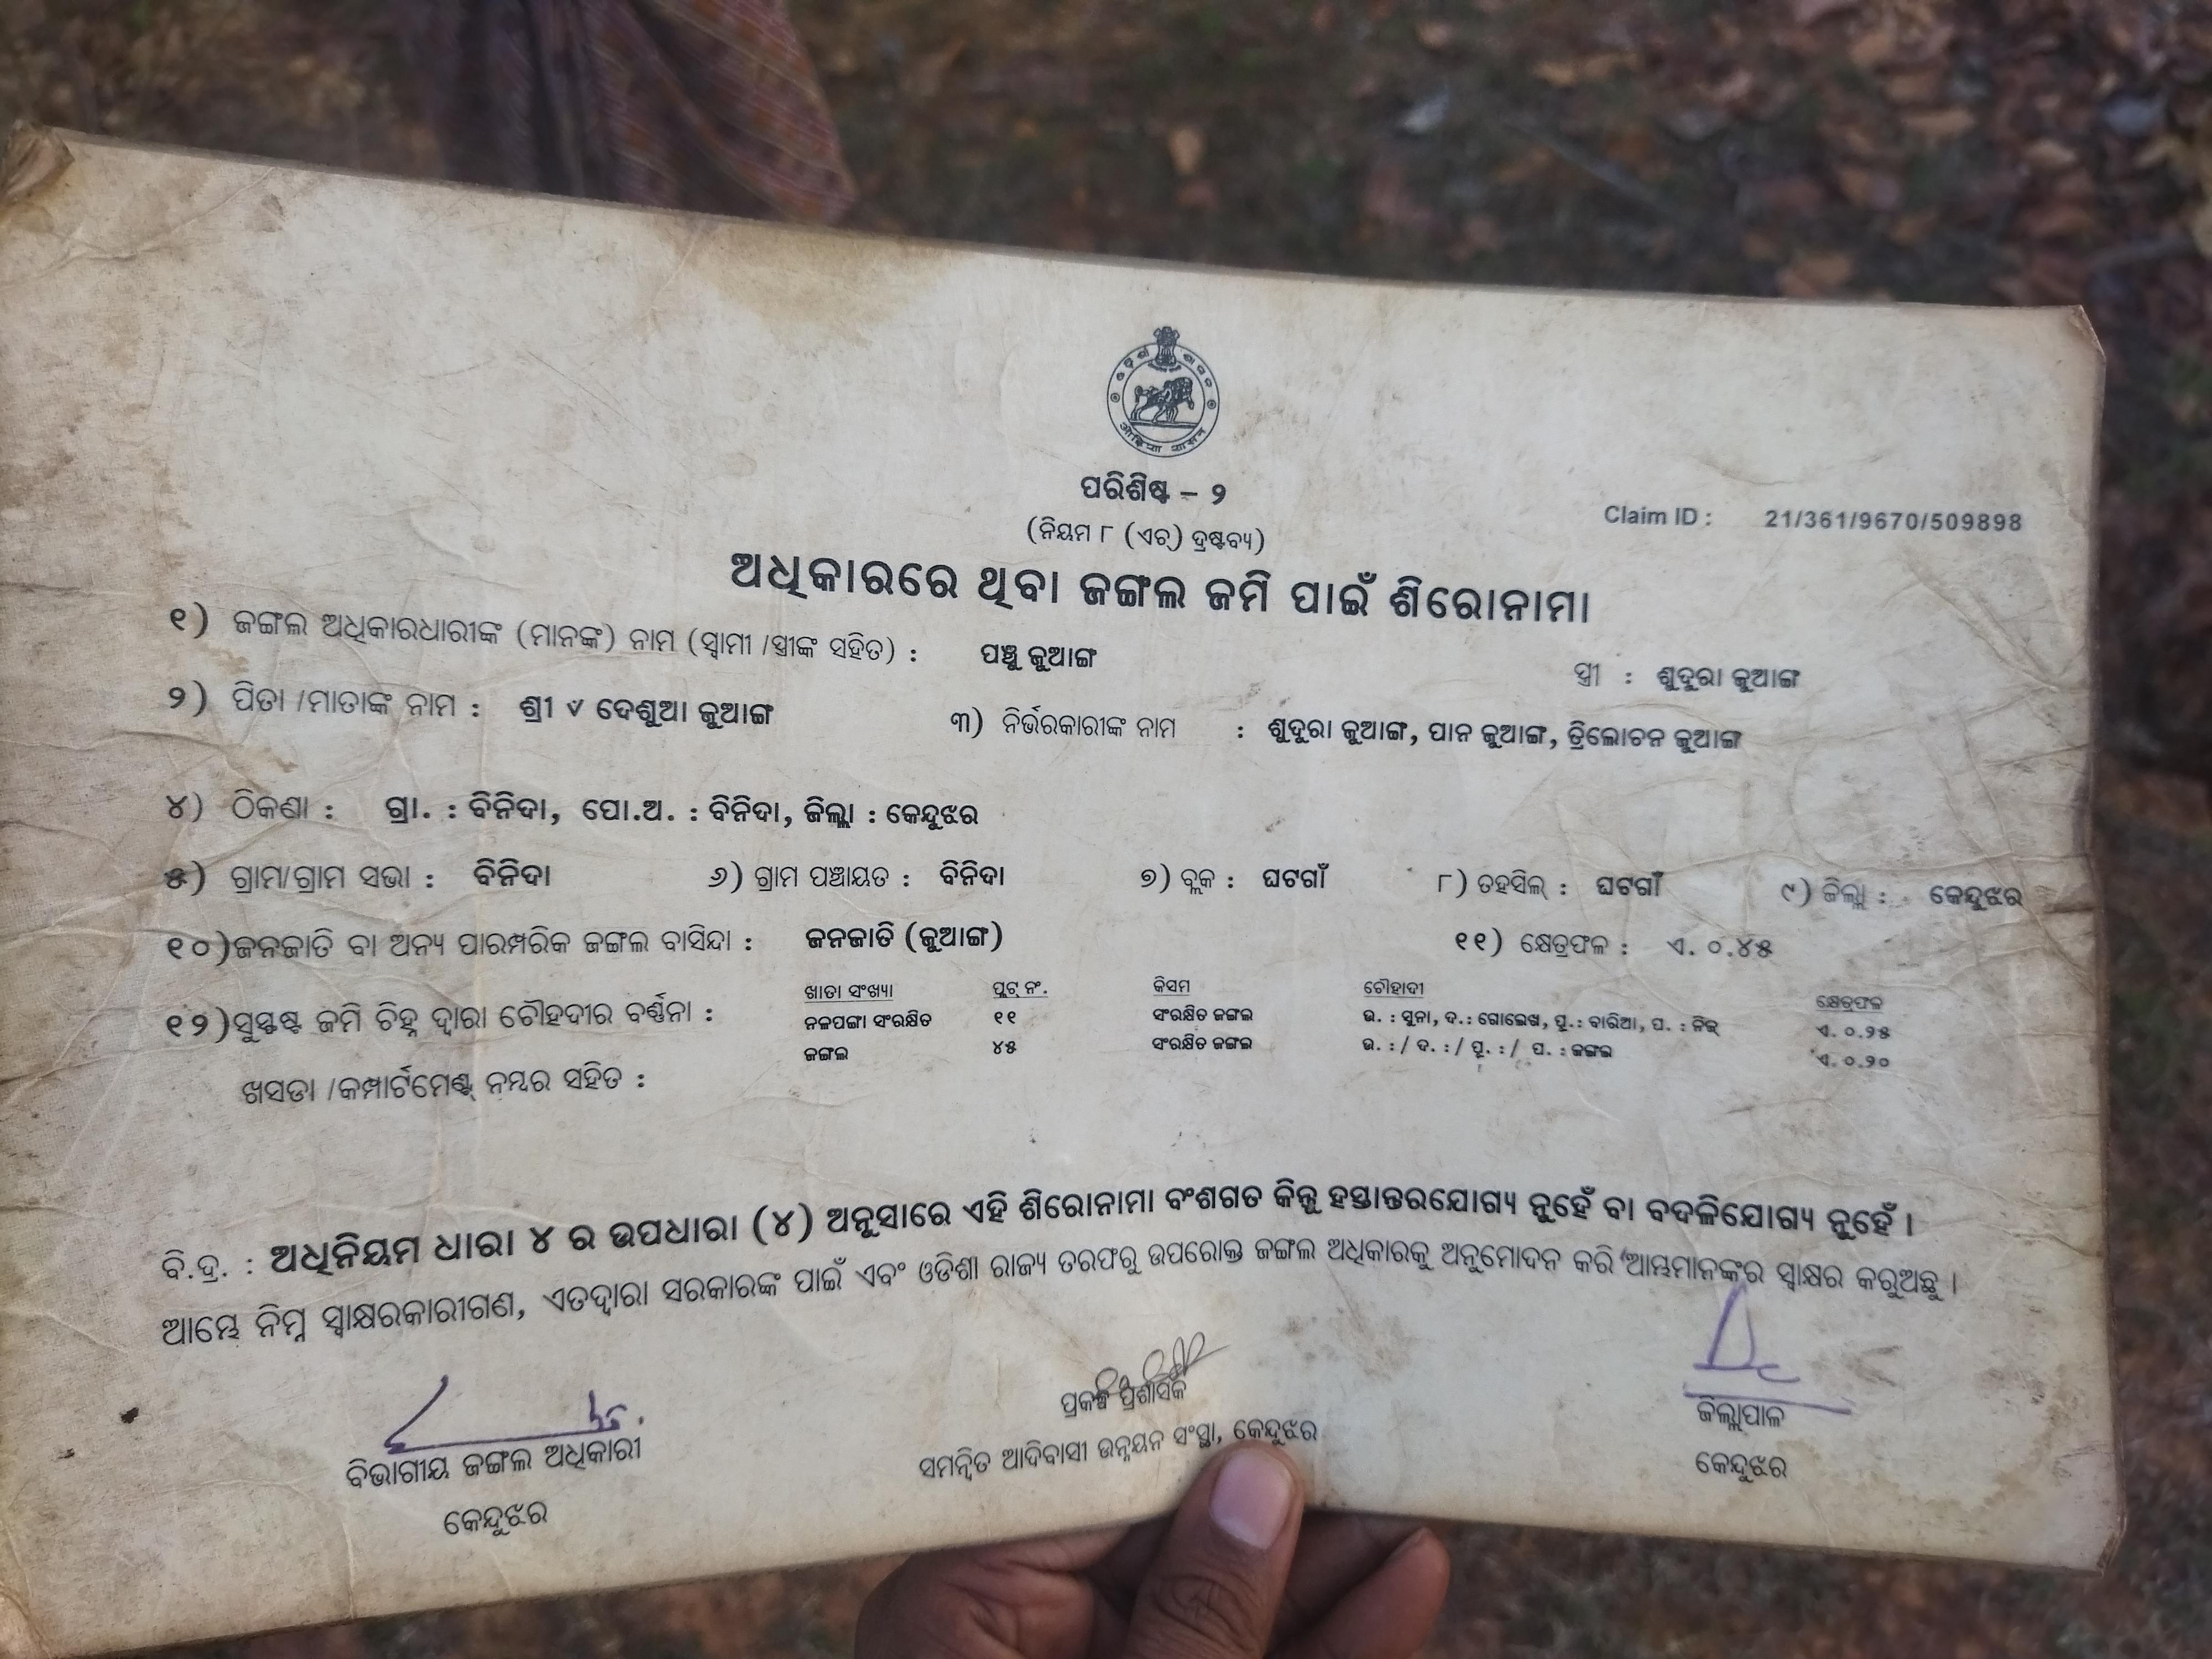 ପରିଶିଷ୍ଟ – ୨
Claim ID : 21/361/9670/509898
(ନିୟମ ୮ (ଏଚ୍) ଦ୍ରଷ୍ଟବ୍ୟ)
ଅଧିକାରରେ ଥିବା ଜଙ୍ଗଲ ଜମି ପାଇଁ ଶିରୋନାମା
୧) ଜଙ୍ଗଲ ଅଧିକାରଧାରୀଙ୍କ (ମାନଙ୍କ) ନାମ (ସ୍ୱାମୀ /ସ୍ତ୍ରୀଙ୍କ ସହିତ) : ପଞ୍ଚୁ ଜୁଆଙ୍ଗ ସ୍ତ୍ରୀ : ଶୁଦୁରା ଜୁଆଙ୍ଗ
୨) ପିତା /ମାତାଙ୍କ ନାମ : ଶ୍ରୀ ୰ ଦେଶୁଆ ଜୁଆଙ୍ଗ ୩) ନିର୍ଭରକାରୀଙ୍କ ନାମ : ଶୁଦୁରା ଜୁଆଙ୍ଗ, ପାନ ଜୁଆଙ୍ଗ, ତ୍ରିଲୋଚନ ଜୁଆଙ୍ଗ
୪) ଠିକଣା : ଗ୍ରା. : ବିନିଦା, ପୋ.ଅ. : ବିନିଦା, ଜିଲ୍ଲା : କେନ୍ଦୁଝର
୫) ଗ୍ରାମ/ଗ୍ରାମ ସଭା : ବିନିଦା ୬) ଗ୍ରାମ ପଞ୍ଚାୟତ : ବିନିଦା ୭) ବ୍ଲକ : ଘଟଗାଁ ୮) ତହସିଲ୍ : ଘଟଗାଁ ୯) ଜିଲ୍ଲା : କେନ୍ଦୁଝର
୧୦)ଜନଜାତି ବା ଅନ୍ୟ ପାରମ୍ପରିକ ଜଙ୍ଗଲ ବାସିନ୍ଦା : ଜନଜାତି (ଜୁଆଙ୍ଗ) ୧୧) କ୍ଷେତ୍ରଫଳ : ଏ. ୦.୪୫
୧୨)ସୁସ୍ପଷ୍ଟ ଜମି ଚିହ୍ନ ଦ୍ୱାରା ଚୌହଦୀର ବର୍ଣ୍ଣନା :
ଖସଡା /କମ୍ପାର୍ଟମେଣ୍ଟ୍ ନମ୍ବର ସହିତ :
ଖାତା ସଂଖ୍ୟା ପ୍ଲଟ୍ ନଂ. କିସମ ଚୌହାଦୀ କ୍ଷେତ୍ରଫଳ
ନଳପଙ୍ଗା ସଂରକ୍ଷିତ ୧୧ ସଂରକ୍ଷିତ ଜଙ୍ଗଲ ଉ. : ସୁନା, ଦ.: ଗୋଲେଖ, ପୂ.: ବାରିଆ, ପ. : ନିଜ୍ ଏ. ୦.୨୫
ଜଙ୍ଗଲ ୪୫ ସଂରକ୍ଷିତ ଜଙ୍ଗଲ ଉ. : / ଦ. : / ପୂ. : / ପ. : ଜଙ୍ଗଲ ଏ. ୦.୨୦
ବି.ଦ୍ର. : ଅଧିନିୟମ ଧାରା ୪ ର ଉପଧାରା (୪) ଅନୁସାରେ ଏହି ଶିରୋନାମା ବଂଶଗତ କିନ୍ତୁ ହସ୍ତାନ୍ତରଯୋଗ୍ୟ ନୁହେଁ ବା ବଦଳିଯୋଗ୍ୟ ନୁହେଁ ।
ଆମ୍ଭେ ନିମ୍ନ ସ୍ୱାକ୍ଷରକାରୀଗଣ, ଏତଦ୍ୱାରା ସରକାରଙ୍କ ପାଇଁ ଏବଂ ଓଡିଶା ରାଜ୍ୟ ତରଫରୁ ଉପରୋକ୍ତ ଜଙ୍ଗଲ ଅଧିକାରକୁ ଅନୁମୋଦନ କରି ଆମ୍ଭମାନଙ୍କର ସ୍ୱାକ୍ଷର କରୁଅଛୁ ।
ବିଭାଗୀୟ ଜଙ୍ଗଲ ଅଧିକାରୀ
କେନ୍ଦୁଝର
ପ୍ରକଳ୍ପ ପ୍ରଶାସକ
ସମନ୍ୱିତ ଆଦିବାସୀ ଉନ୍ନୟନ ସଂସ୍ଥା, କେନ୍ଦୁଝର
ଜିଲ୍ଲାପାଳ
କେନ୍ଦୁଝର